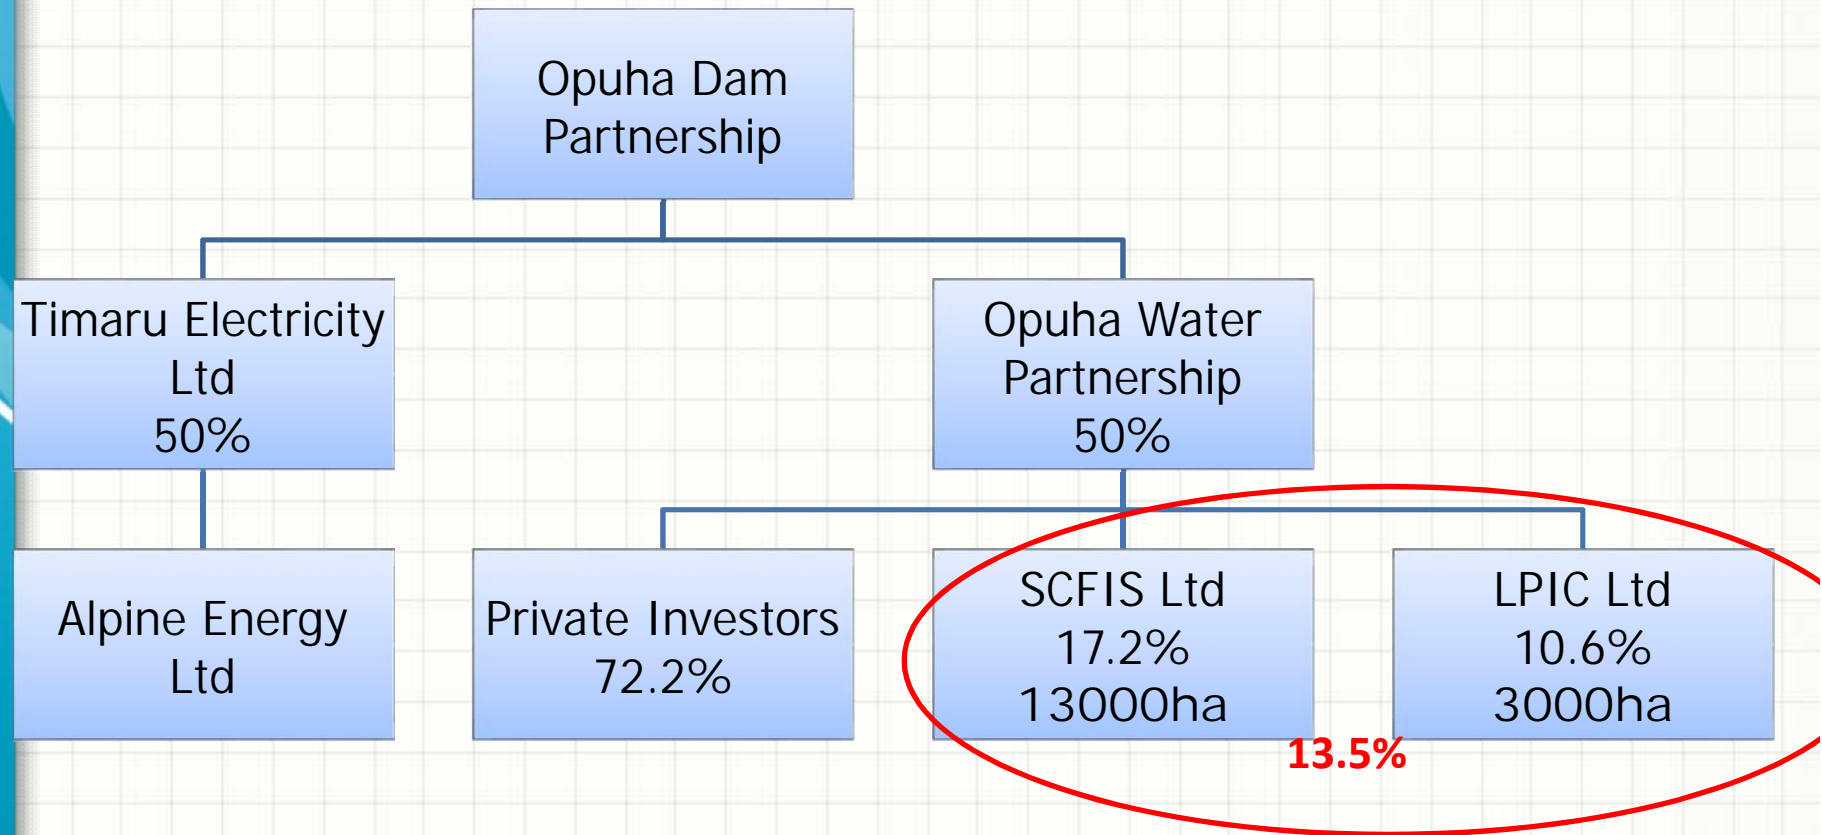 Opuha Dam
Partnership
Timaru Electricity
Ltd
50%
Opuha Water
Partnership
50%
Alpine Energy
Ltd
Private Investors
72.2%
SCFIS Ltd
17.2%
13000ha
LPIC Ltd
10.6%
3000ha
13.5%